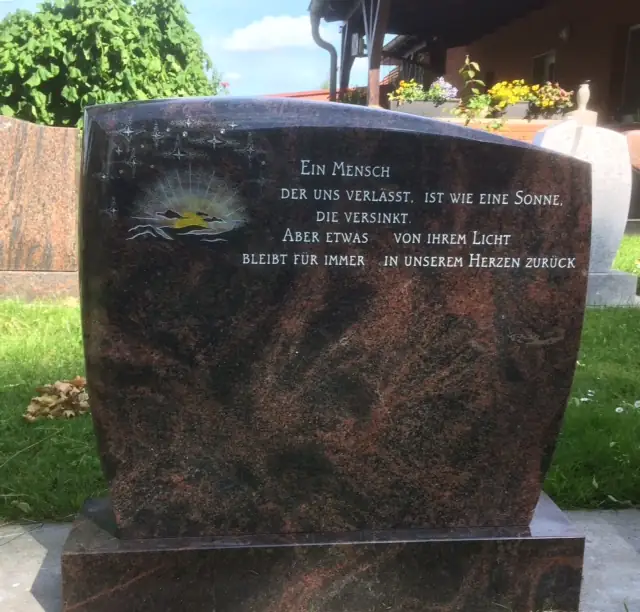 Ein Mensch
der uns verlässt, ist wie eine Sonne,
die versinkt.
Aber etwas von ihrem Licht
bleibt für immer in unserem Herzen zurück